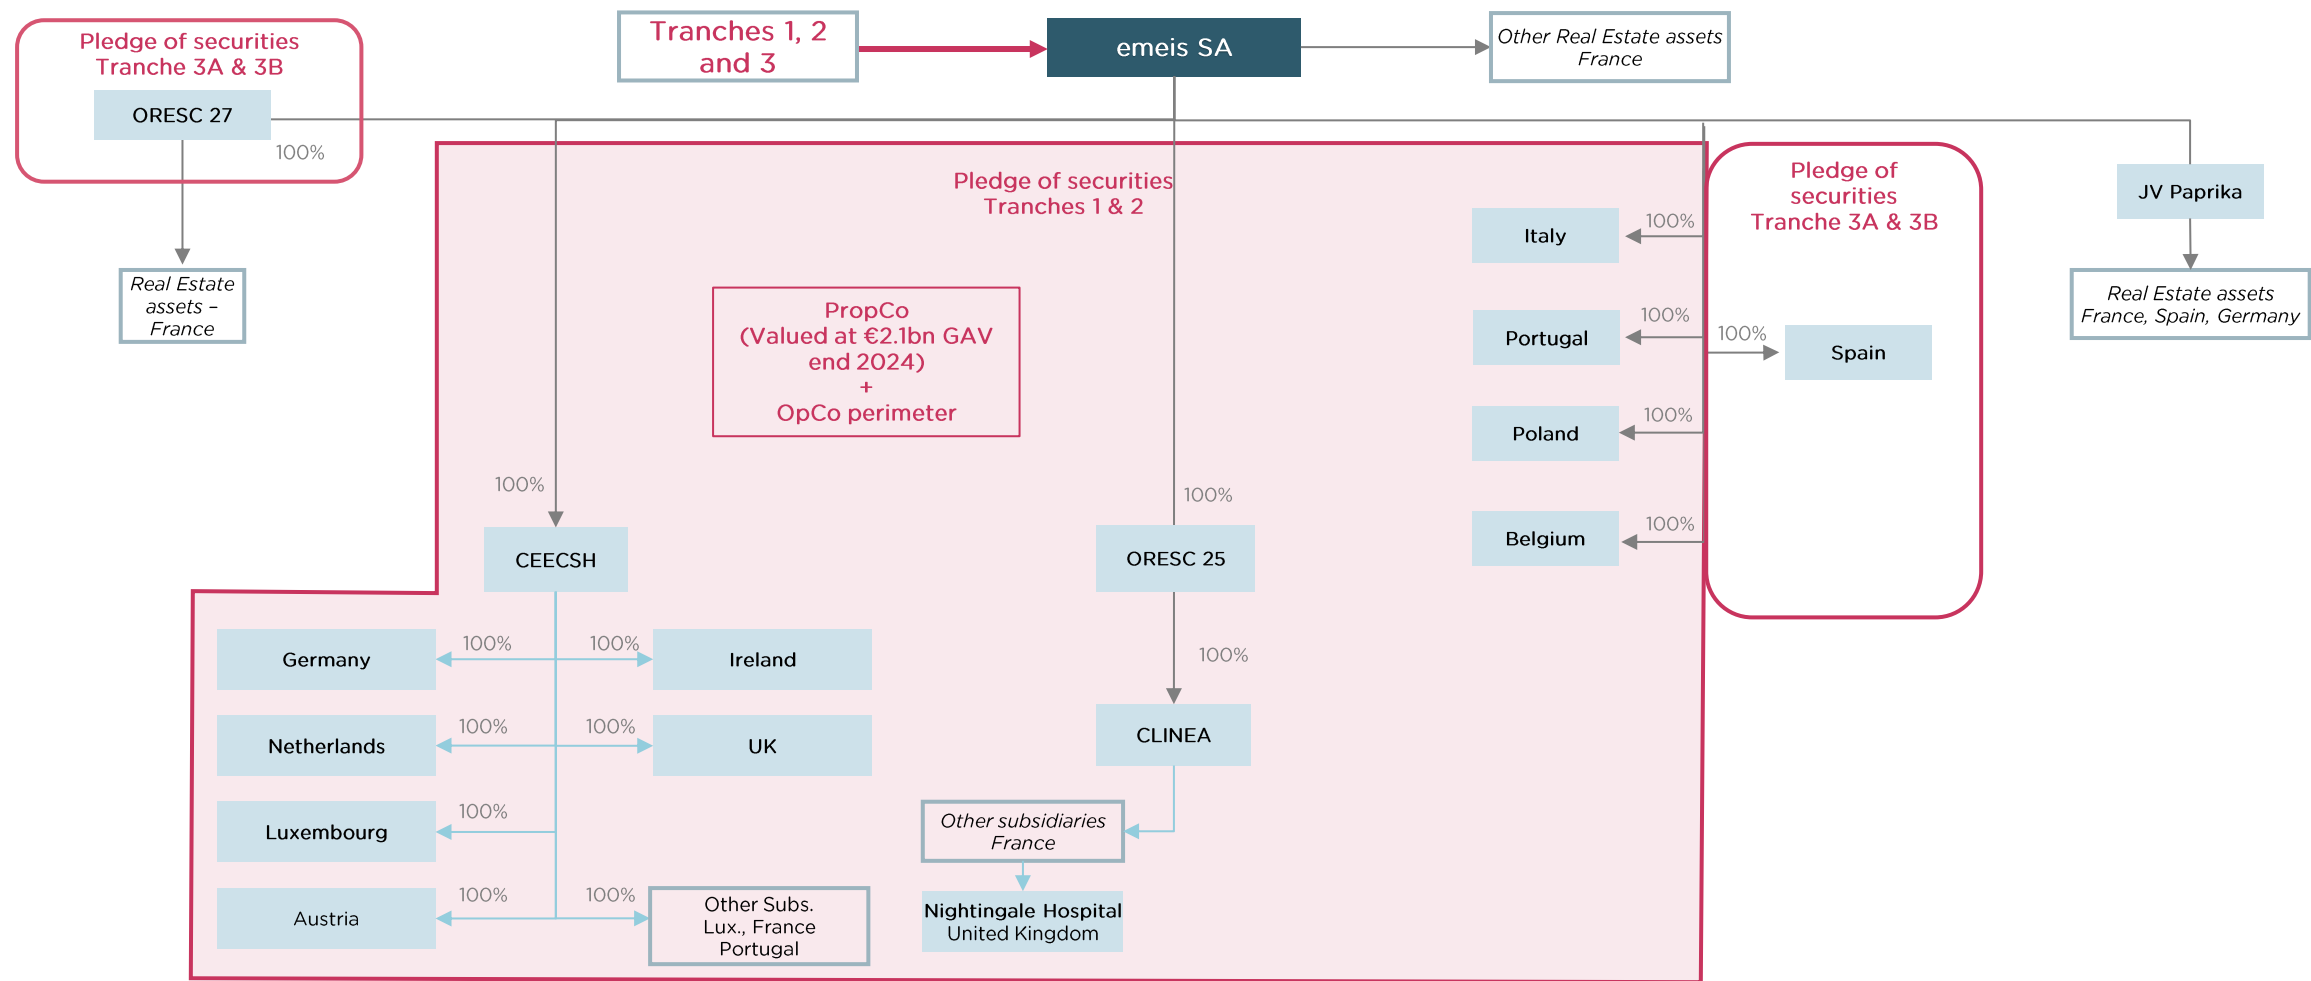 Pledge of securities
Tranche 3A & 3B
ORESC 27
100%
Real Estate
assets –
France
Tranches 1, 2
and 3
emeis SA
Other Real Estate assets
France
Pledge of securities
Tranches 1 & 2
PropCo
(Valued at €2.1bn GAV
end 2024)
+
OpCo perimeter
100%
CEECSH
100%
100%
Germany
Ireland
100%
100%
Netherlands
UK
100%
Luxembourg
100%
100%
Austria
Other Subs.
Lux., France
Portugal
100%
ORESC 25
100%
CLINEA
Other subsidiaries
France
Nightingale Hospital
United Kingdom
100%
Italy
100%
Portugal
100%
Poland
100%
Belgium
Pledge of
securities
Tranche 3A & 3B
100%
Spain
JV Paprika
Real Estate assets
France, Spain, Germany